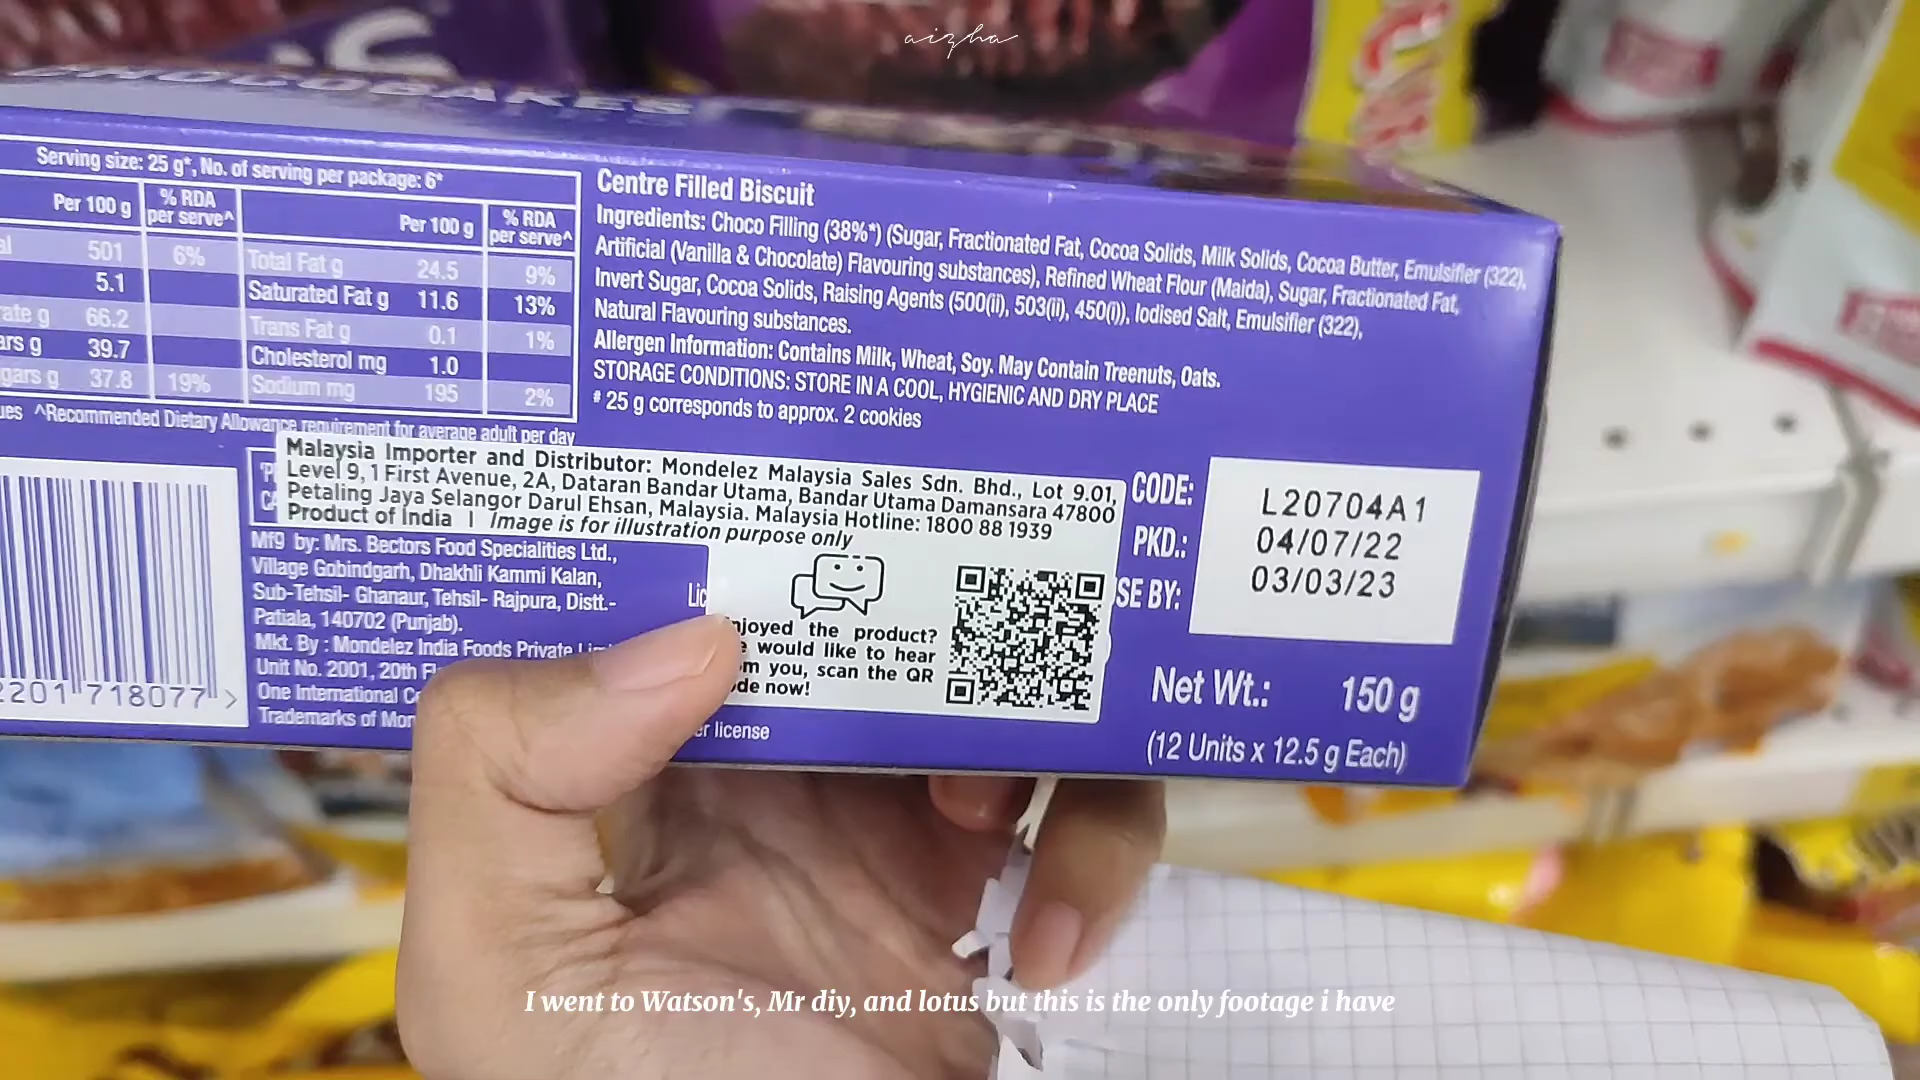 aizha
CHOCOBAKES
Serving size: 25 g*, No. of serving per package: 6*
Per 100 g % RDA per serve^ Per 100 g % RDA per serve^
501 6% Total Fat g 24.5 9%
5.1 Saturated Fat g 11.6 13%
66.2 Trans Fat g 0.1 1%
39.7 Cholesterol mg 1.0
37.8 19% Sodium mg 195 2%
^Recommended Dietary Allowance requirement for average adult per day
Centre Filled Biscuit
Ingredients: Choco Filling (38%*) (Sugar, Fractionated Fat, Cocoa Solids, Milk Solids, Cocoa Butter, Emulsifier (322),
Artificial (Vanilla & Chocolate) Flavouring substances), Refined Wheat Flour (Maida), Sugar, Fractionated Fat,
Invert Sugar, Cocoa Solids, Raising Agents (500(ii), 503(ii), 450(i)), Iodised Salt, Emulsifier (322),
Natural Flavouring substances.
Allergen Information: Contains Milk, Wheat, Soy. May Contain Treenuts, Oats.
STORAGE CONDITIONS: STORE IN A COOL, HYGIENIC AND DRY PLACE
# 25 g corresponds to approx. 2 cookies
Malaysia Importer and Distributor: Mondelez Malaysia Sales Sdn. Bhd., Lot 9.01,
Level 9, 1 First Avenue, 2A, Dataran Bandar Utama, Bandar Utama Damansara 47800
Petaling Jaya Selangor Darul Ehsan, Malaysia. Malaysia Hotline: 1800 88 1939
Product of India | Image is for illustration purpose only
Mfg by: Mrs. Bectors Food Specialities Ltd.,
Village Gobindgarh, Dhakhli Kammi Kalan,
Sub-Tehsil- Ghanaur, Tehsil- Rajpura, Distt.-
Patiala, 140702 (Punjab).
Mkt. By : Mondelez India Foods Private
Unit No. 2001, 20th
One International
Trademarks of
license
Lic
njoyed the product?
would like to hear
you, scan the QR
now!
CODE: L20704A1
PKD.: 04/07/22
SE BY: 03/03/23
Net Wt.: 150 g
(12 Units x 12.5 g Each)
2201 718077 >
I went to Watson's, Mr diy, and lotus but this is the only footage i have